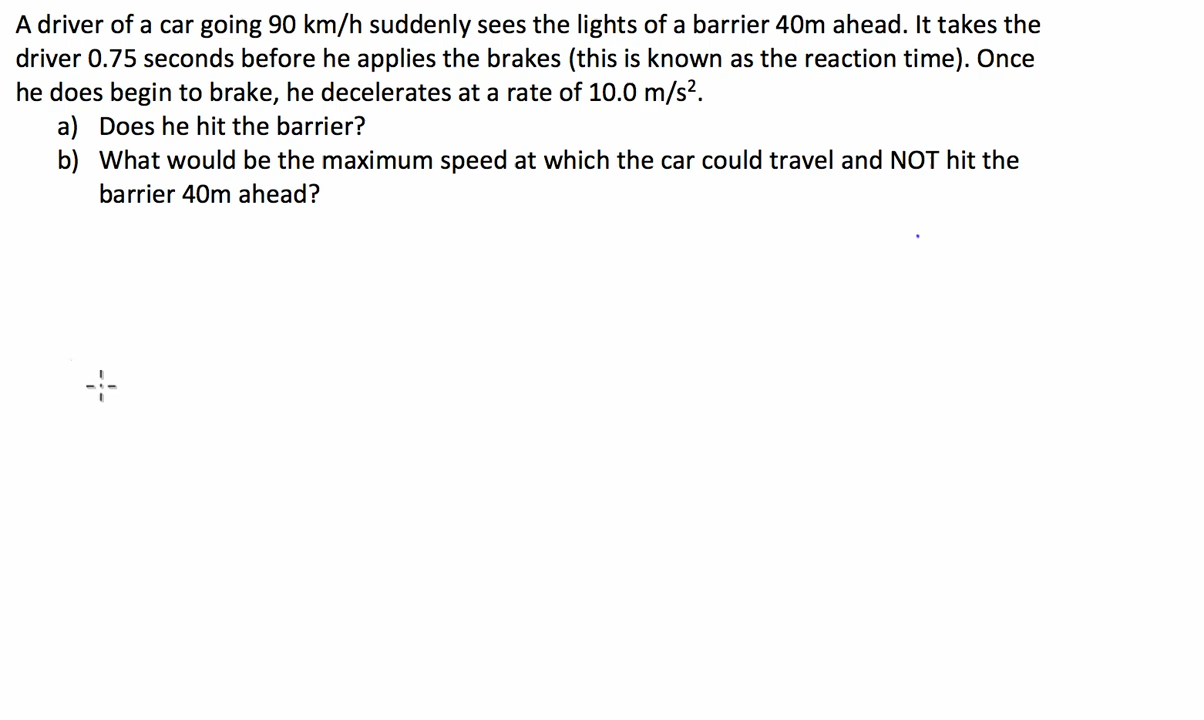 A driver of a car going 90 km/h suddenly sees the lights of a barrier 40m ahead. It takes the
driver 0.75 seconds before he applies the brakes (this is known as the reaction time). Once
he does begin to brake, he decelerates at a rate of 10.0 m/s².
a) Does he hit the barrier?
b) What would be the maximum speed at which the car could travel and NOT hit the
barrier 40m ahead?